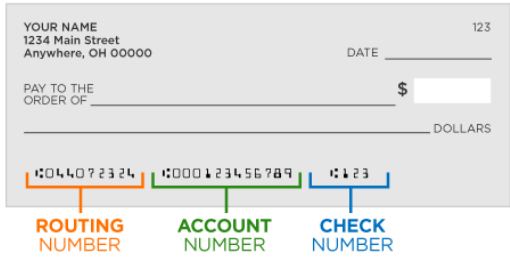 YOUR NAME 123
1234 Main Street
Anywhere, OH 00000
DATE
PAY TO THE
ORDER OF $
DOLLARS
⑆044072324⑆ ⑆000123456789⑆ ⑆123
ROUTING NUMBER
ACCOUNT NUMBER
CHECK NUMBER